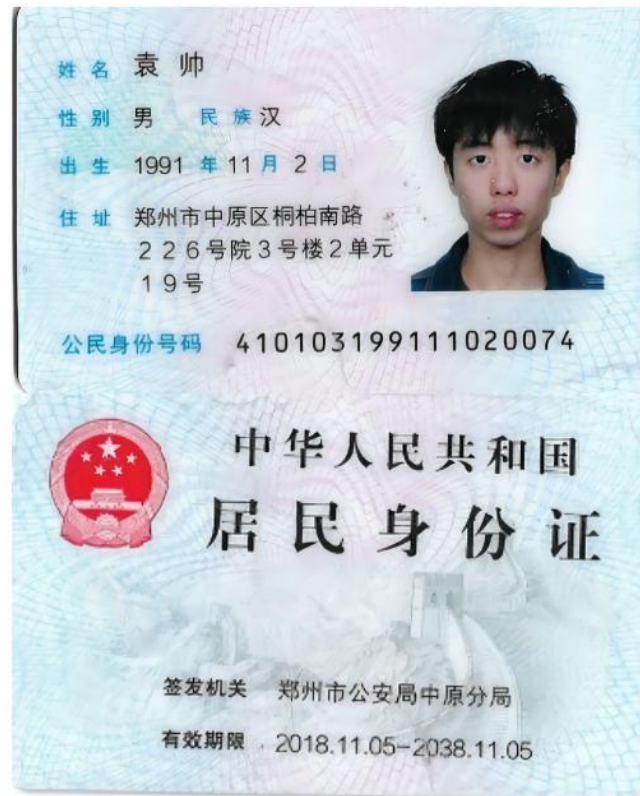 姓名 袁帅
性别 男 民族 汉
出生 1991 年 11 月 2 日
住址 郑州市中原区桐柏南路
226号院3号楼2单元
19号
公民身份号码 410103199111020074
中华人民共和国
居民身份证
签发机关 郑州市公安局中原分局
有效期限 2018.11.05-2038.11.05